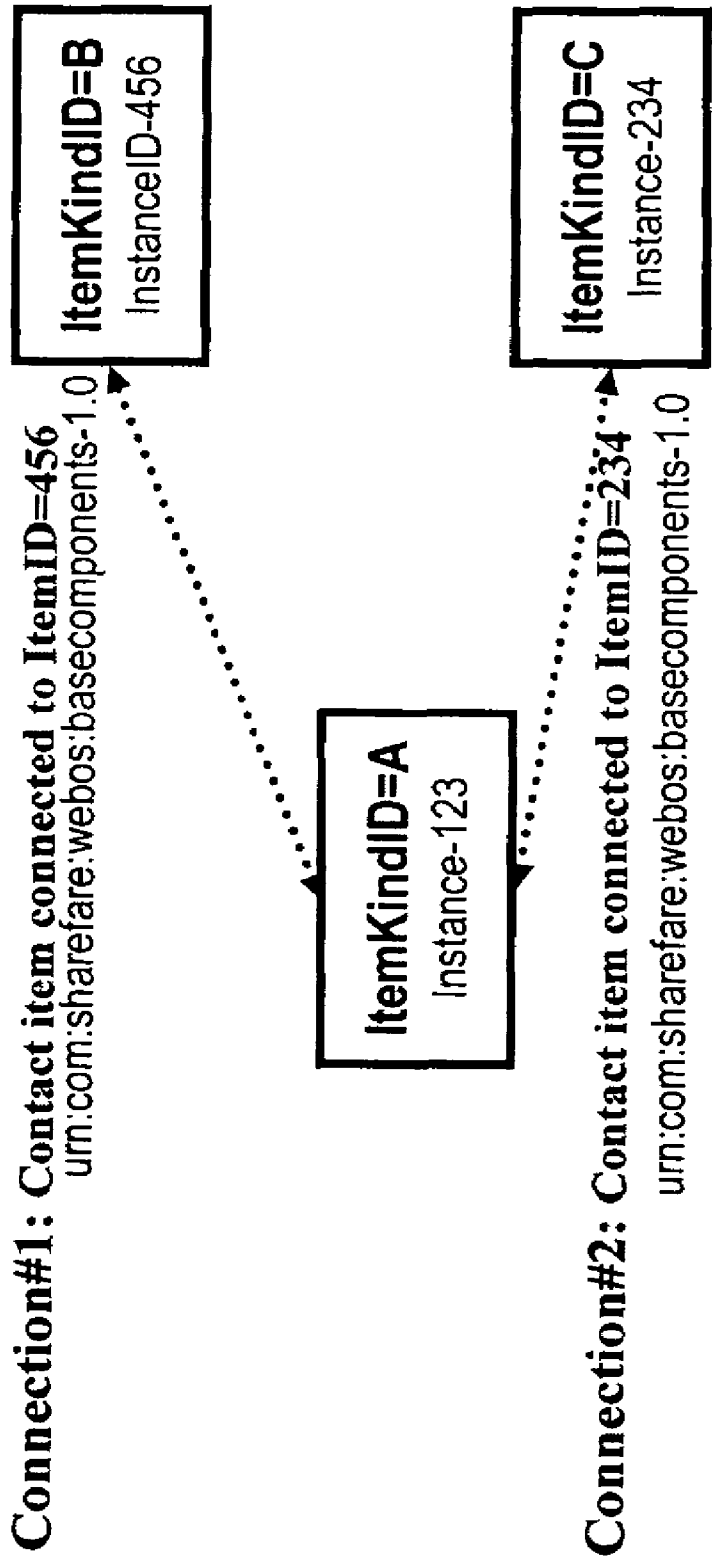 Connection#1: Contact item connected to ItemID=456
urn:com:sharefare:webos:basecomponents-1.0
ItemKindID=B
InstanceID-456
ItemKindID=A
Instance-123
Connection#2: Contact item connected to ItemID=234
urn:com:sharefare:webos:basecomponents-1.0
ItemKindID=C
Instance-234